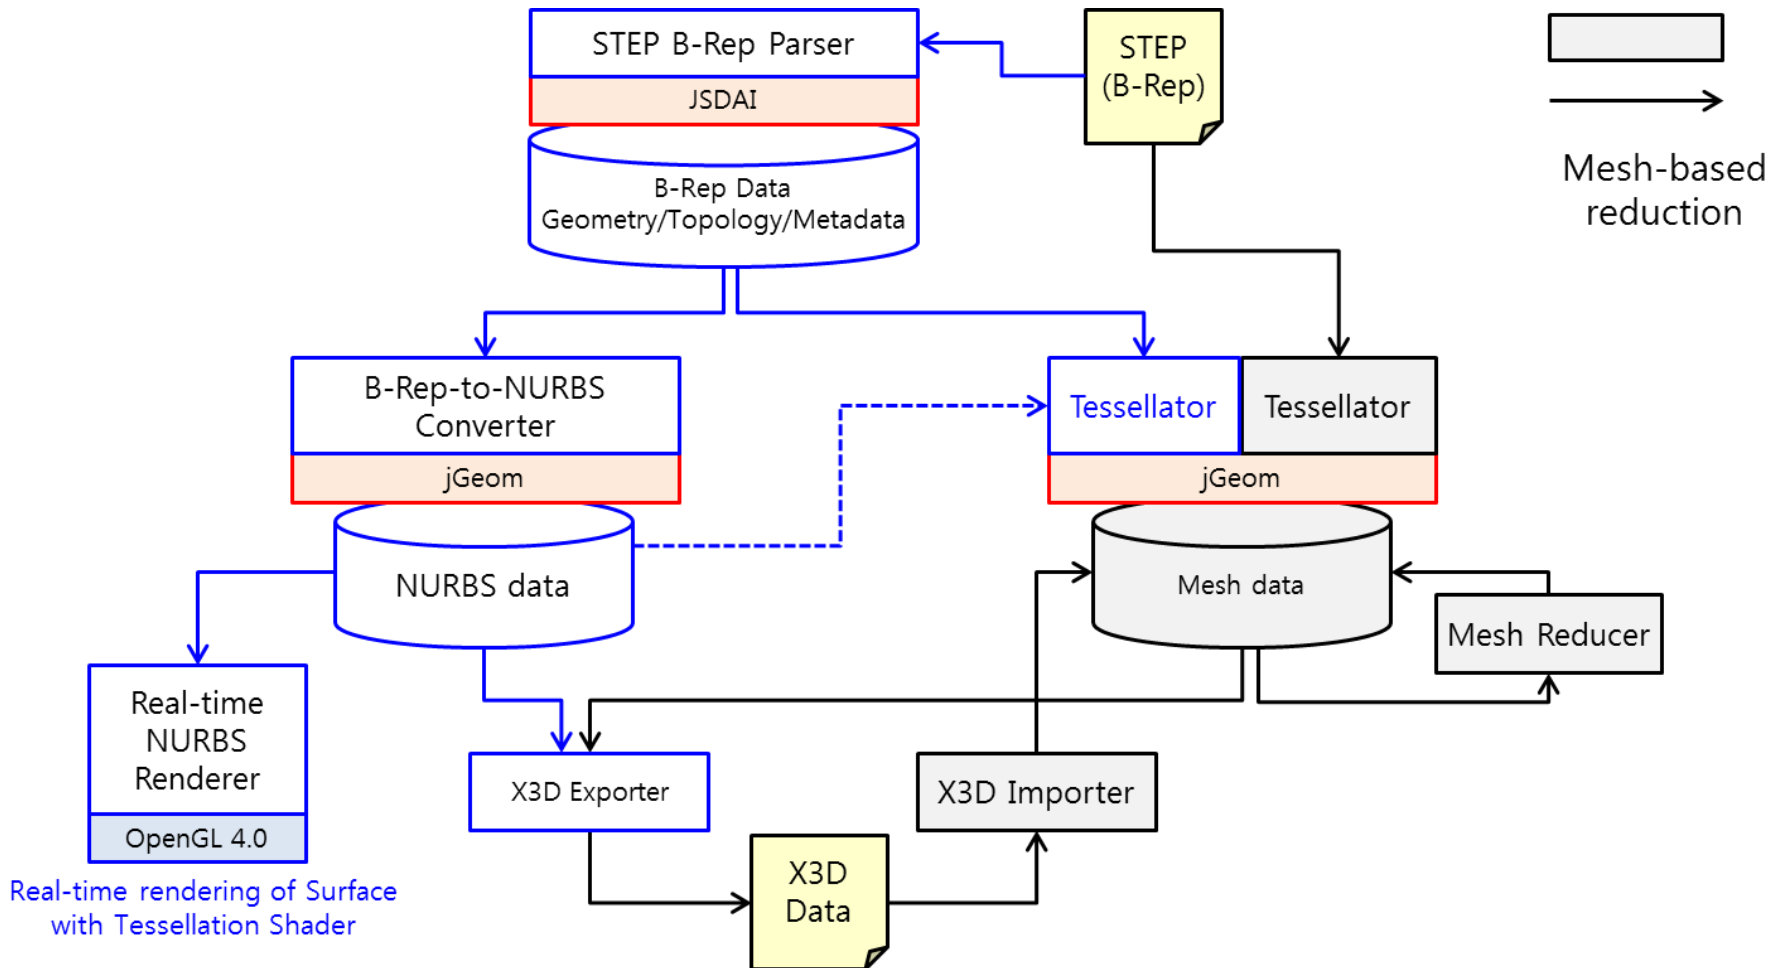 STEP B-Rep Parser
JSDAI
B-Rep Data
Geometry/Topology/Metadata
STEP
(B-Rep)
Mesh-based
reduction
B-Rep-to-NURBS
Converter
jGeom
Tessellator
Tessellator
jGeom
NURBS data
Mesh data
Mesh Reducer
Real-time
NURBS
Renderer
OpenGL 4.0
Real-time rendering of Surface
with Tessellation Shader
X3D Exporter
X3D Importer
X3D
Data